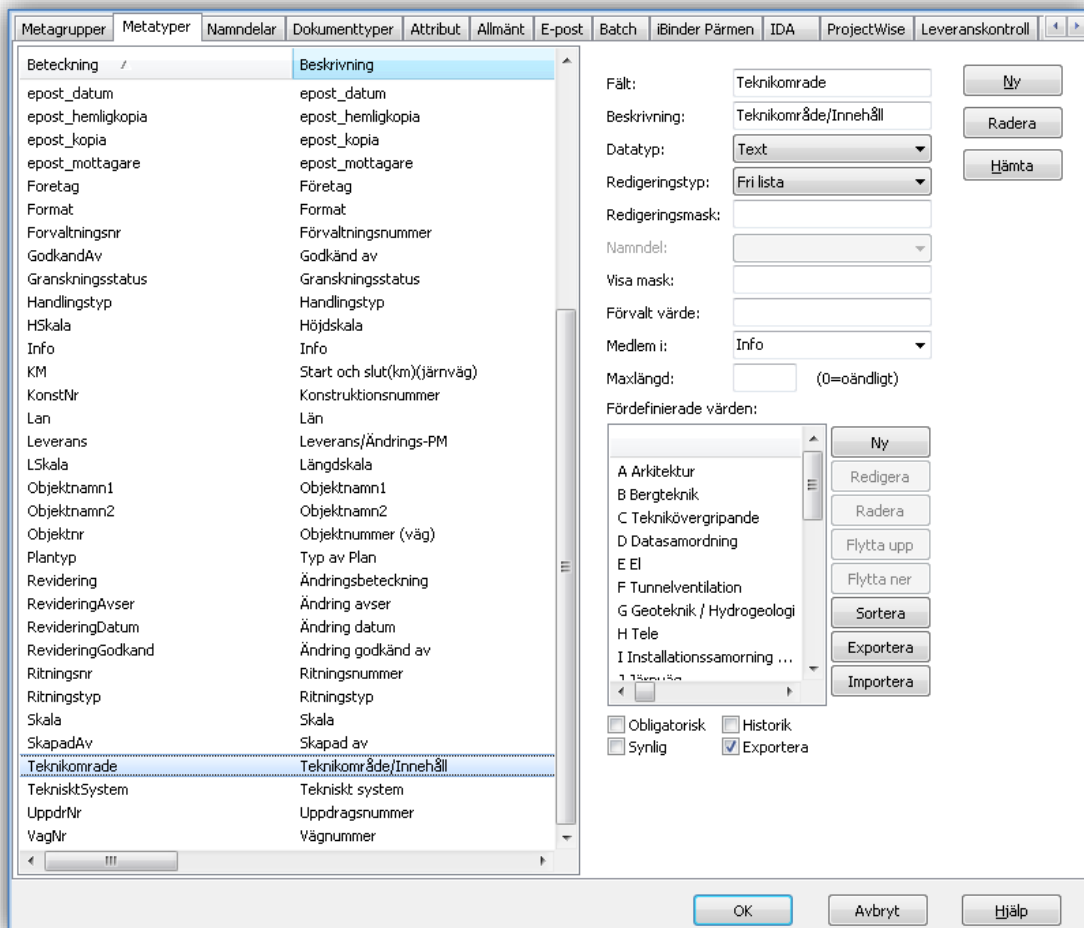 Metagrupper Metatyper Namndelar Dokumenttyper Attribut Allmänt E-post Batch iBinder Pärmen IDA ProjectWise Leveranskontroll
Beteckning Beskrivning
epost_datum epost_datum
epost_hemligkopia epost_hemligkopia
epost_kopia epost_kopia
epost_mottagare epost_mottagare
Foretag Företag
Format Format
Forvaltningsnr Förvaltningsnummer
GodkandAv Godkänd av
Granskningsstatus Granskningsstatus
Handlingstyp Handlingstyp
HSkala Höjdskala
Info Info
KM Start och slut(km)(järnväg)
KonstNr Konstruktionsnummer
Lan Län
Leverans Leverans/Ändrings-PM
LSkala Längdskala
Objektnamn1 Objektnamn1
Objektnamn2 Objektnamn2
Objektnr Objektnummer (väg)
Plantyp Typ av Plan
Revidering Ändringsbeteckning
RevideringAvser Ändring avser
RevideringDatum Ändring datum
RevideringGodkand Ändring godkänd av
Ritningsnr Ritningsnummer
Ritningstyp Ritningstyp
Skala Skala
SkapadAv Skapad av
Teknikomrade Teknikområde/Innehåll
TeknisktSystem Tekniskt system
UppdrNr Uppdragsnummer
VagNr Vägnummer
Fält: Teknikomrade
Beskrivning: Teknikområde/Innehåll
Datatyp: Text
Redigeringstyp: Fri lista
Redigeringsmask:
Namndel:
Visa mask:
Förvalt värde:
Medlem i: Info
Maxlängd: (0=oändligt)
Fördefinierade värden:
A Arkitektur
B Bergteknik
C Teknikövergripande
D Datasamordning
E El
F Tunnelventilation
G Geoteknik / Hydrogeologi
H Tele
I Installationssamorning ...
J Järnväg
Ny
Radera
Hämta
Ny
Redigera
Radera
Flytta upp
Flytta ner
Sortera
Exportera
Importera
Obligatorisk Historik
Synlig Exportera
OK Avbryt Hjälp